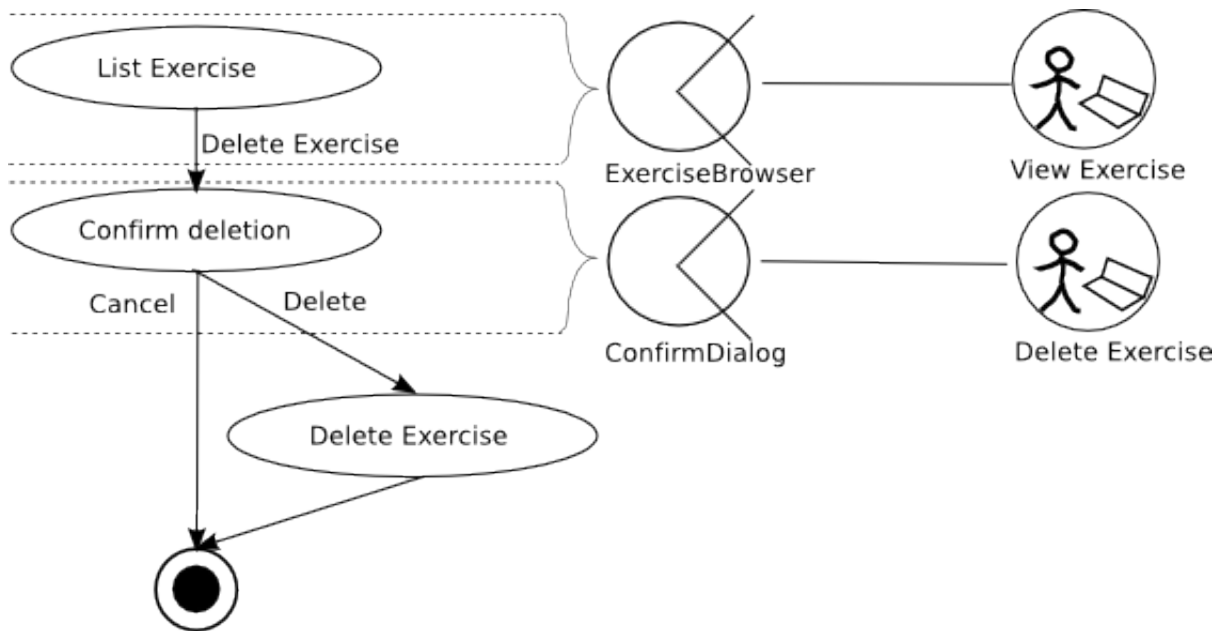 List Exercise
Delete Exercise
ExerciseBrowser
View Exercise
Confirm deletion
Cancel
Delete
ConfirmDialog
Delete Exercise
Delete Exercise